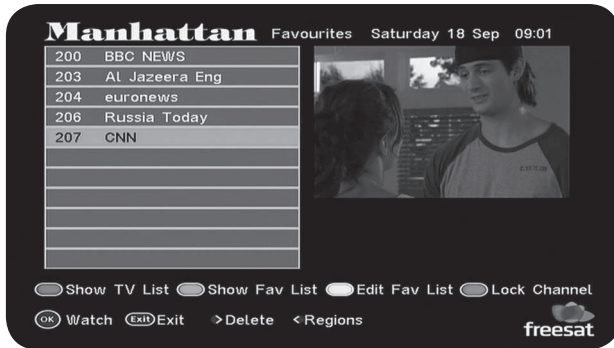 Manhattan Favourites Saturday 18 Sep 09:01
200 BBC NEWS
203 Al Jazeera Eng
204 euronews
206 Russia Today
207 CNN
Show TV List Show Fav List Edit Fav List Lock Channel
OK Watch Exit Exit >Delete <Regions
freesat